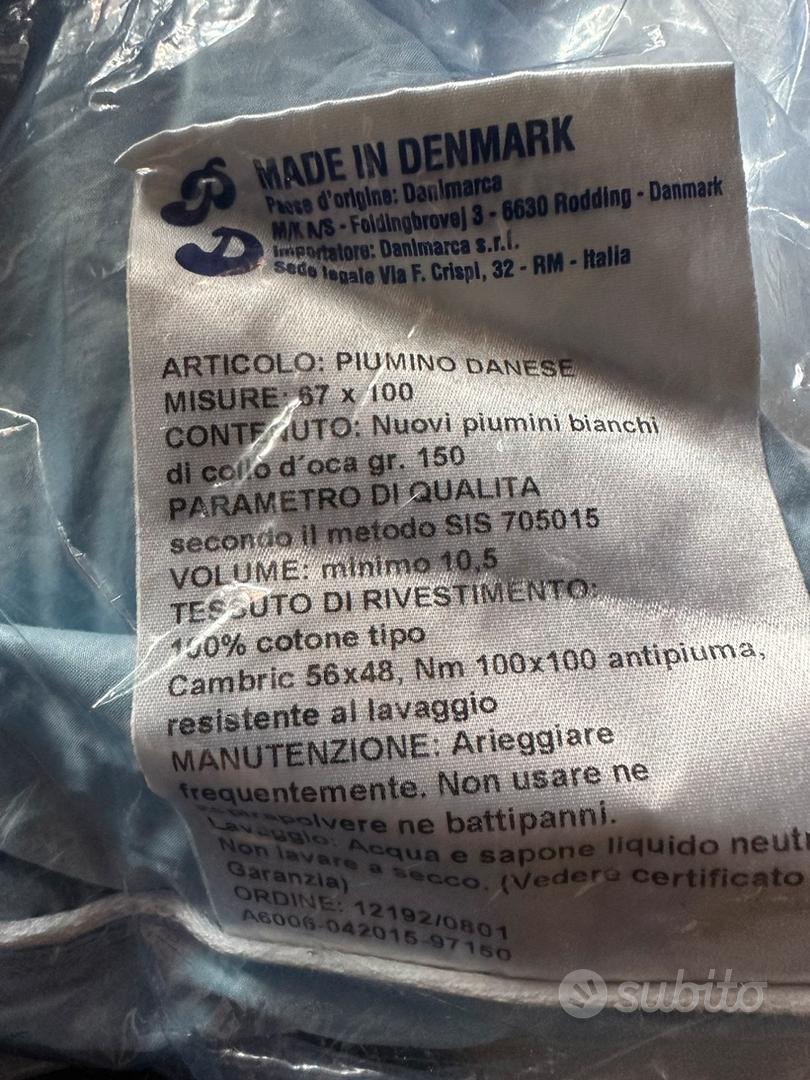 MADE IN DENMARK
Paese d'origine: Danimarca
M/K A/S - Foldingbrovej 3 - 6630 Rodding - Danmark
Importatore: Danimarca s.r.l.
Sede legale Via F. Crispi, 32 - RM - Italia
ARTICOLO: PIUMINO DANESE
MISURE: 67 x 100
CONTENUTO: Nuovi piumini bianchi
di collo d'oca gr. 150
PARAMETRO DI QUALITA
secondo il metodo SIS 705015
VOLUME: minimo 10,5
TESSUTO DI RIVESTIMENTO:
100% cotone tipo
Cambric 56x48, Nm 100x100 antipiuma,
resistente al lavaggio
MANUTENZIONE: Arieggiare
frequentemente. Non usare ne
aspirapolvere ne battipanni.
Lavaggio: Acqua e sapone liquido neutr
Non lavare a secco. (Vedere certificato
Garanzia)
ORDINE: 12192/0801
A6006-042015-97150
subito